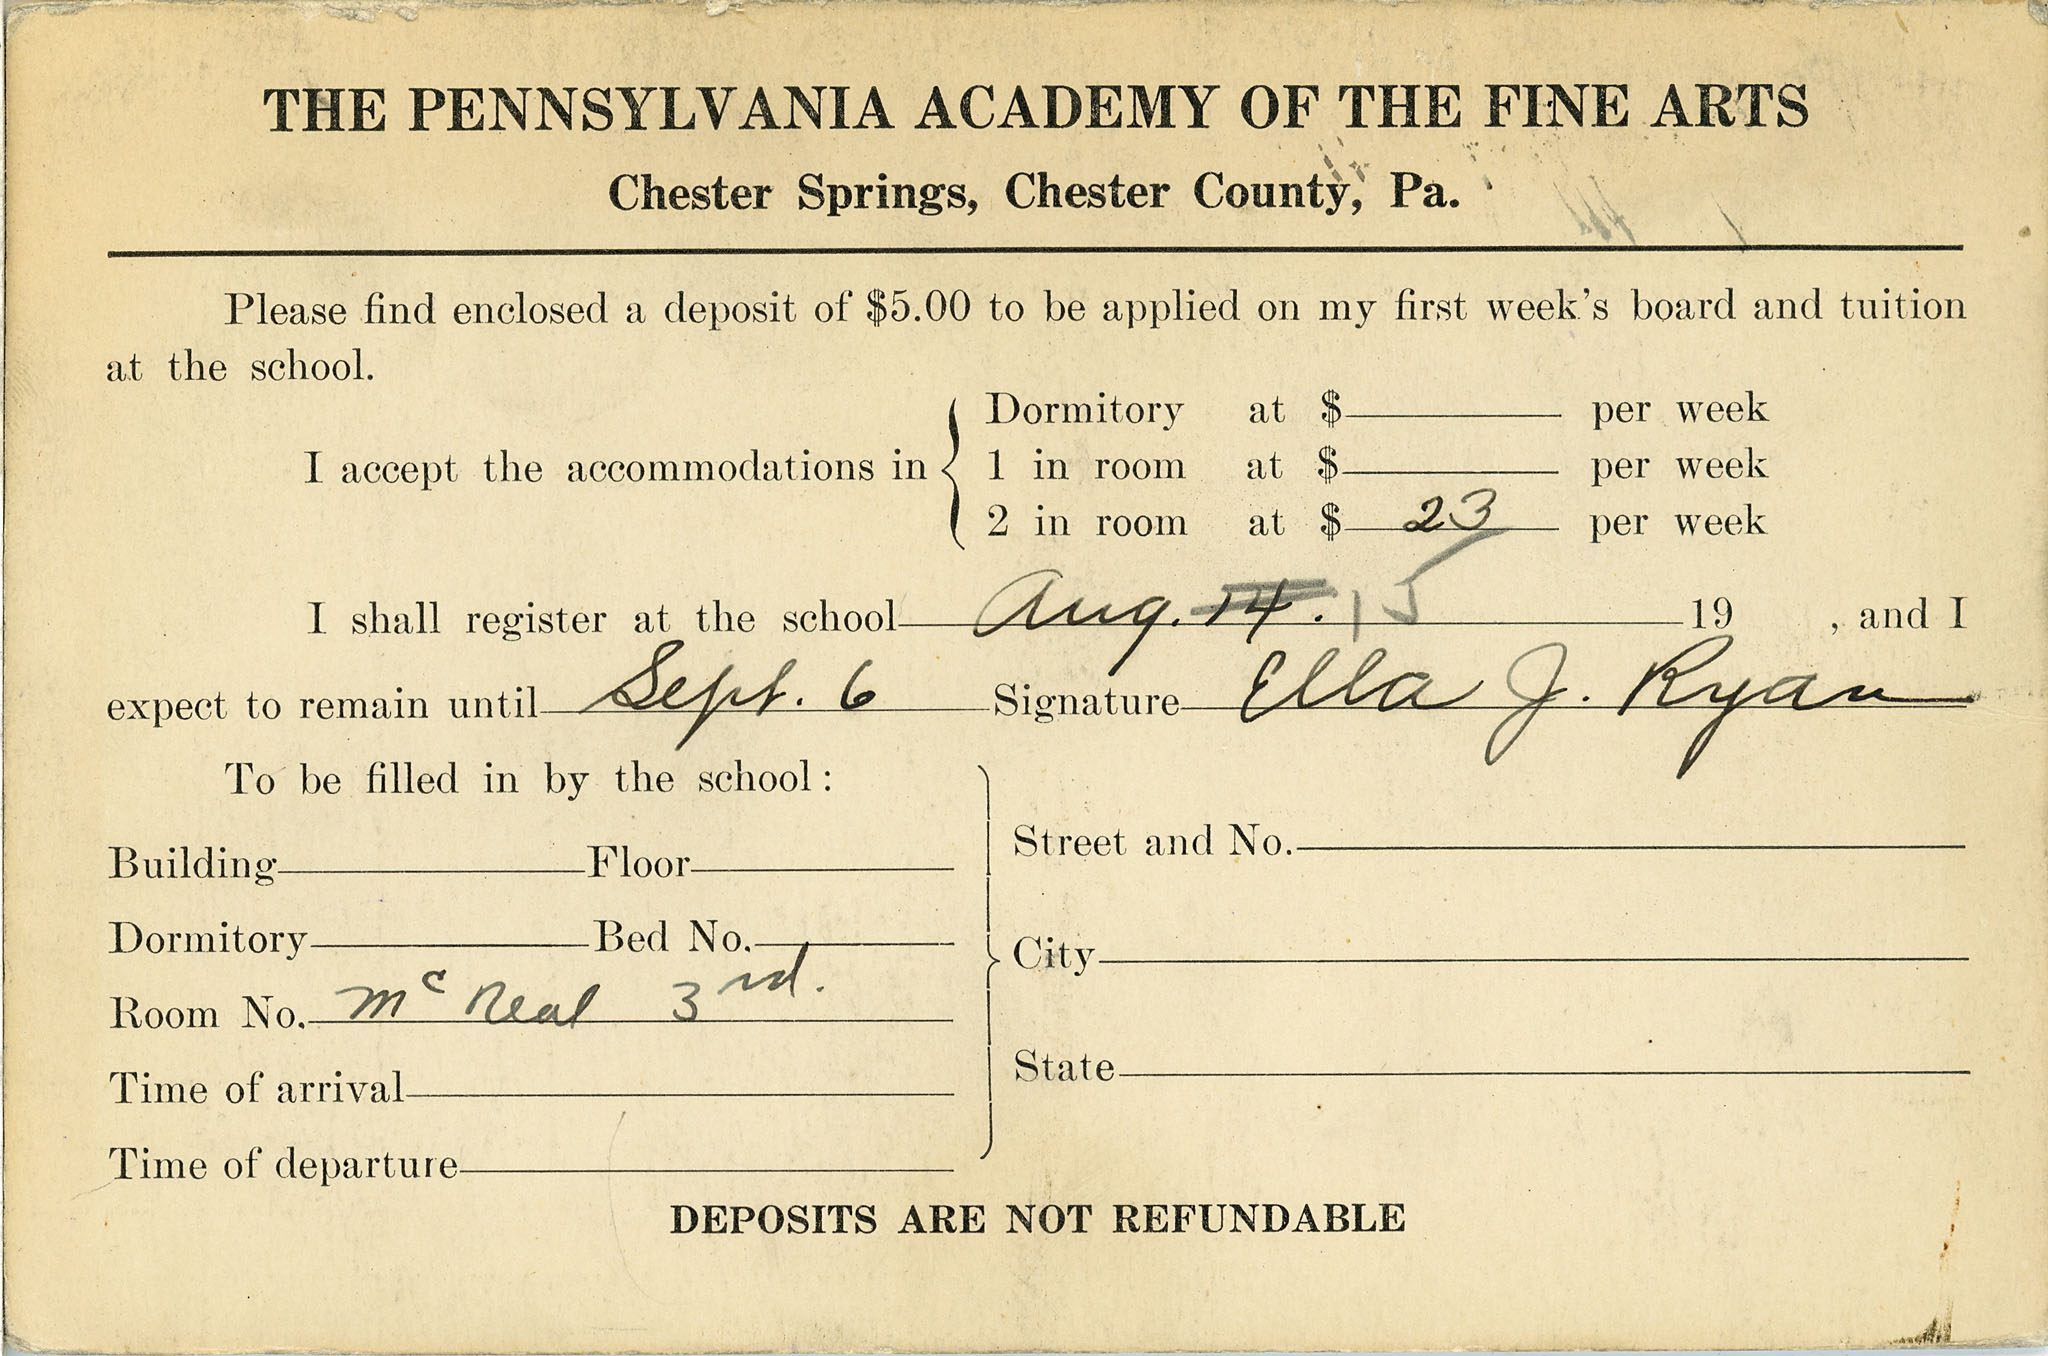 THE PENNSYLVANIA ACADEMY OF THE FINE ARTS
Chester Springs, Chester County, Pa.
Please find enclosed a deposit of $5.00 to be applied on my first week's board and tuition
at the school.
Dormitory at $ per week
I accept the accommodations in 1 in room at $ per week
2 in room at $ 23 per week
I shall register at the school Aug. 14. 15 19 , and I
expect to remain until Sept. 6 Signature Ella J. Ryan
To be filled in by the school:
Building Floor
Dormitory Bed No.
Room No. Mc Neal 3rd.
Time of arrival
Time of departure
Street and No.
City
State
DEPOSITS ARE NOT REFUNDABLE